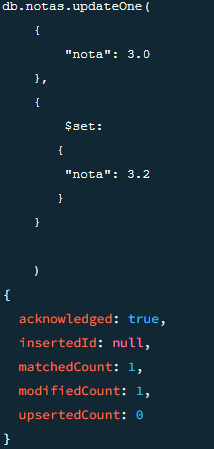 db.notas.updateOne(
{
"nota": 3.0
},
{
$set:
{
"nota": 3.2
}
}
)
{
acknowledged: true,
insertedId: null,
matchedCount: 1,
modifiedCount: 1,
upsertedCount: 0
}